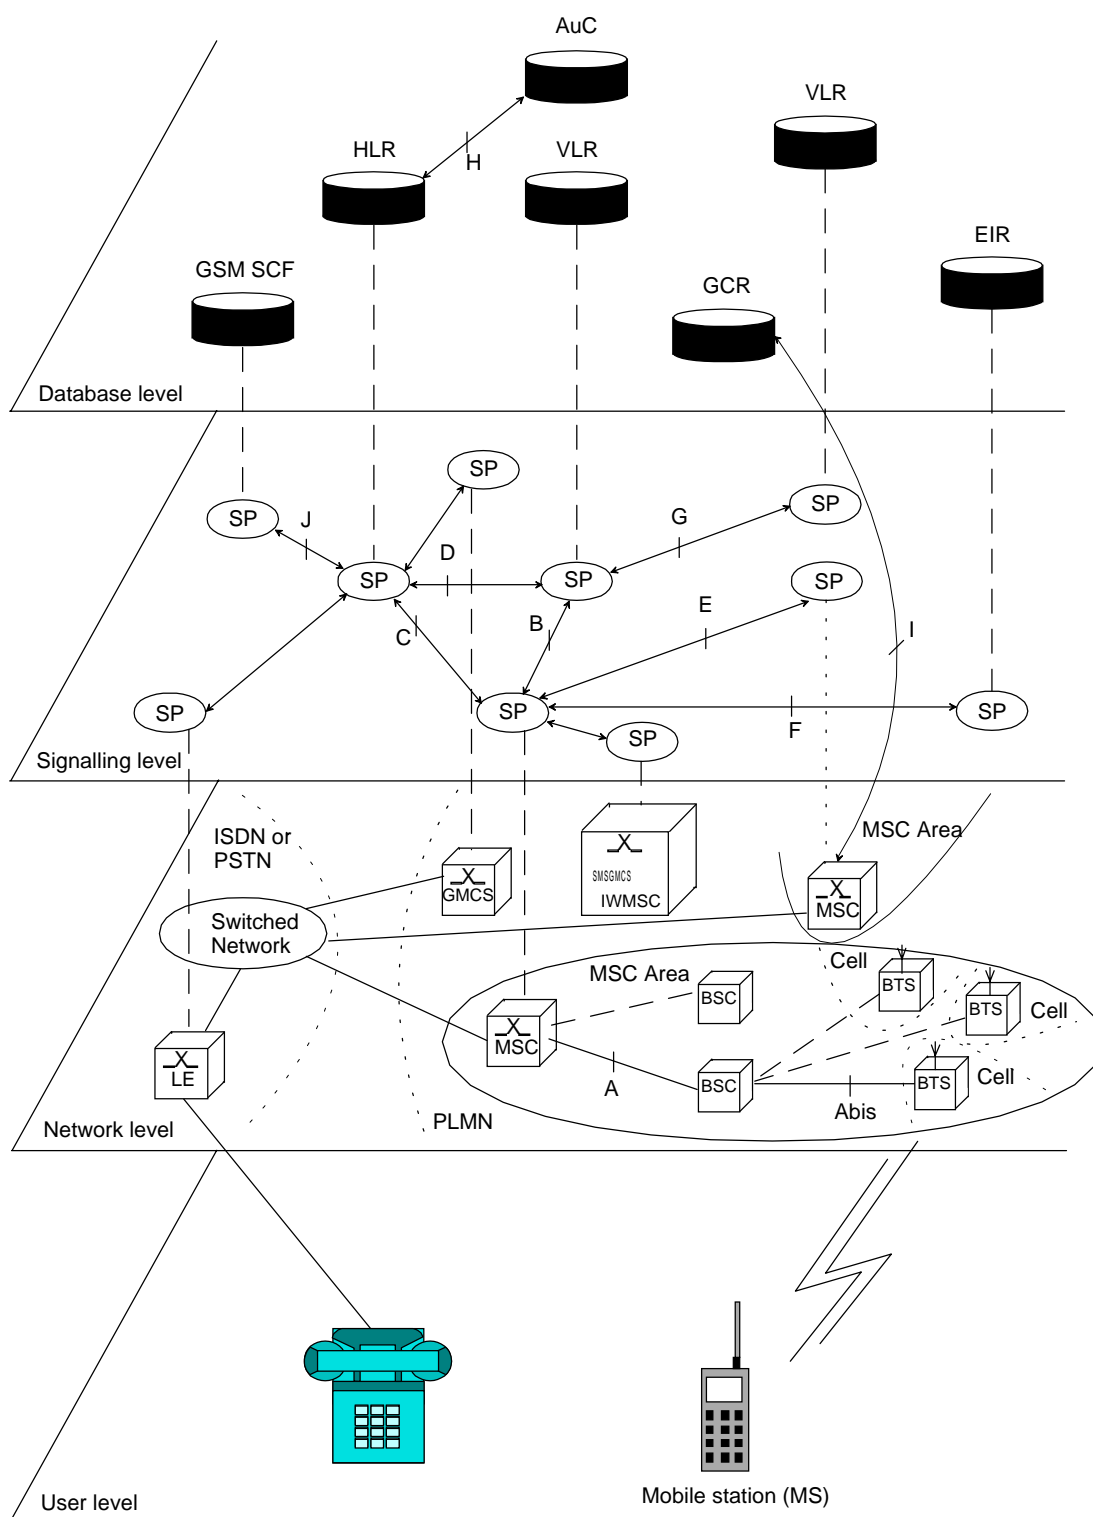 AuC
VLR
HLR
H
VLR
EIR
GSM SCF
GCR
Database level
SP
SP
J
G
SP
D
SP
SP
SP
E
B
C
I
SP
SP
SP
F
SP
Signalling level
ISDN or
PSTN
MSC Area
GMCS
SMSGMCS
IWMSC
MSC
Switched
Network
Cell
MSC Area
BTS
BSC
BTS
Cell
MSC
LE
A
BSC
BTS
Cell
Abis
PLMN
Network level
Mobile station (MS)
User level